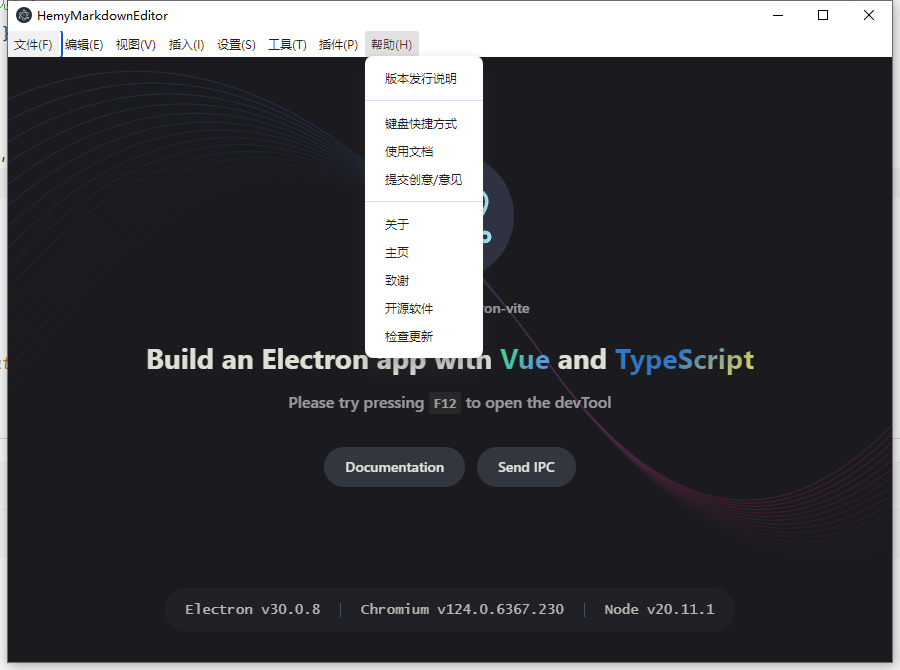 HemyMarkdownEditor
文件(F) 编辑(E) 视图(V) 插入(I) 设置(S) 工具(T) 插件(P) 帮助(H)
版本发行说明
键盘快捷方式
使用文档
提交创意/意见
关于
主页
致谢
开源软件
检查更新
on-vite
Build an Electron app with Vue and TypeScript
Please try pressing F12 to open the devTool
Documentation
Send IPC
Electron v30.0.8
Chromium v124.0.6367.230
Node v20.11.1